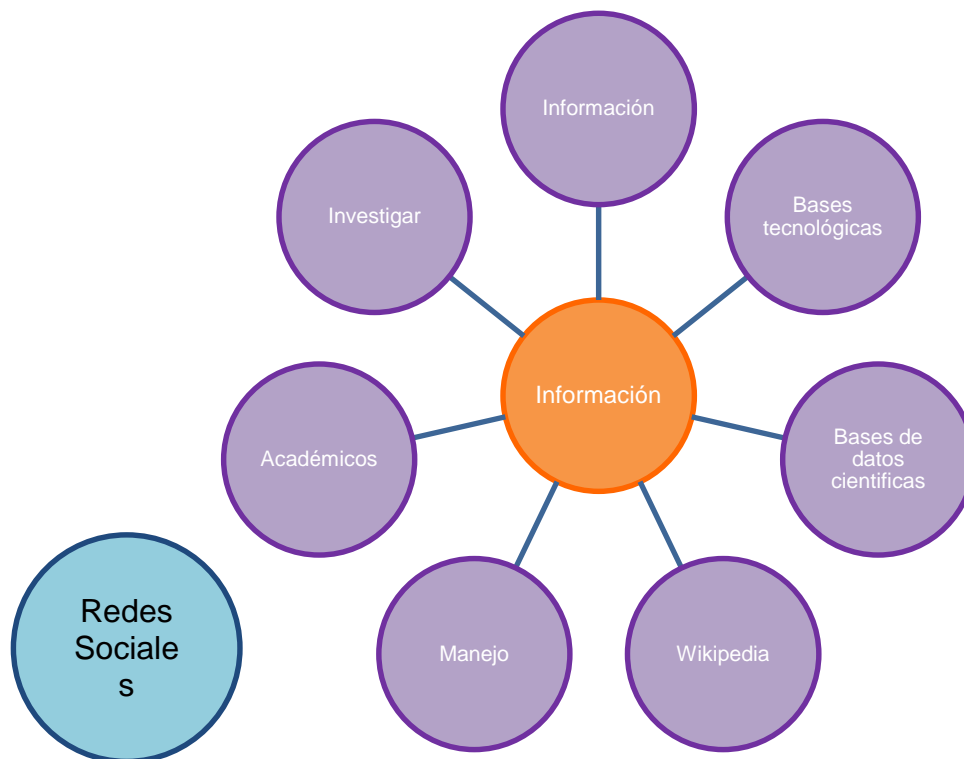 Información
Investigar
Bases
tecnológicas
Información
Académicos
Bases de
datos
cientificas
Redes
Sociale
s
Manejo
Wikipedia